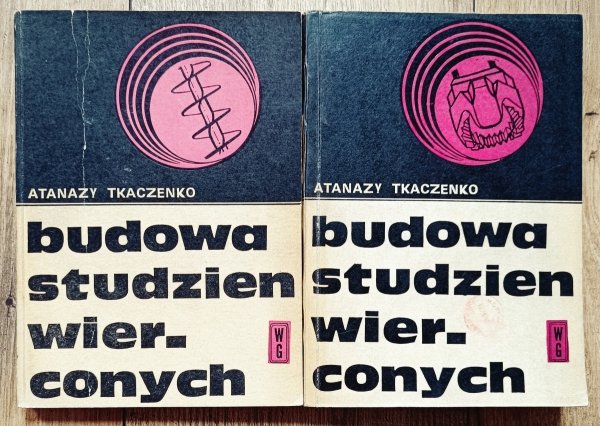 ATANAZY TKACZENKO
budowa
studzien
wier-
conych
WG
ATANAZY TKACZENKO
budowa
studzien
wier-
conych
WG